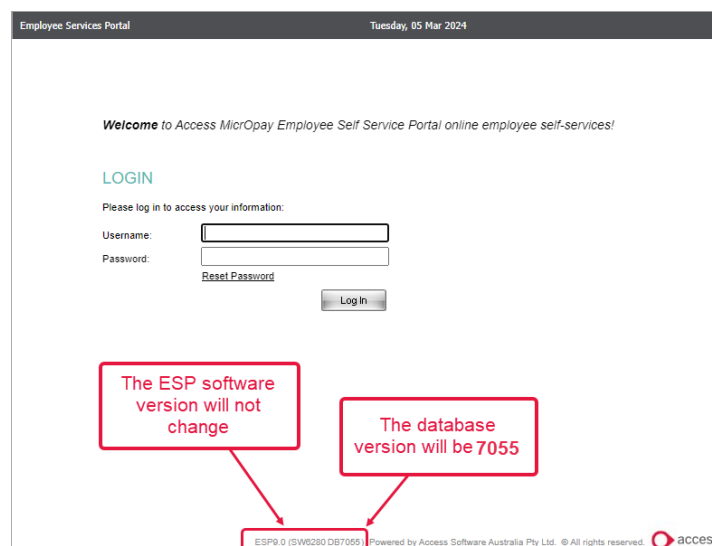 Employee Services Portal Tuesday, 05 Mar 2024
Welcome to Access MicrOpay Employee Self Service Portal online employee self-services!
LOGIN
Please log in to access your information:
Username:
Password:
Reset Password
Log In
The ESP software
version will not
change
The database
version will be 7055
ESP9.0 (SW6280 DB7055) Powered by Access Software Australia Pty Ltd. © All rights reserved. acces